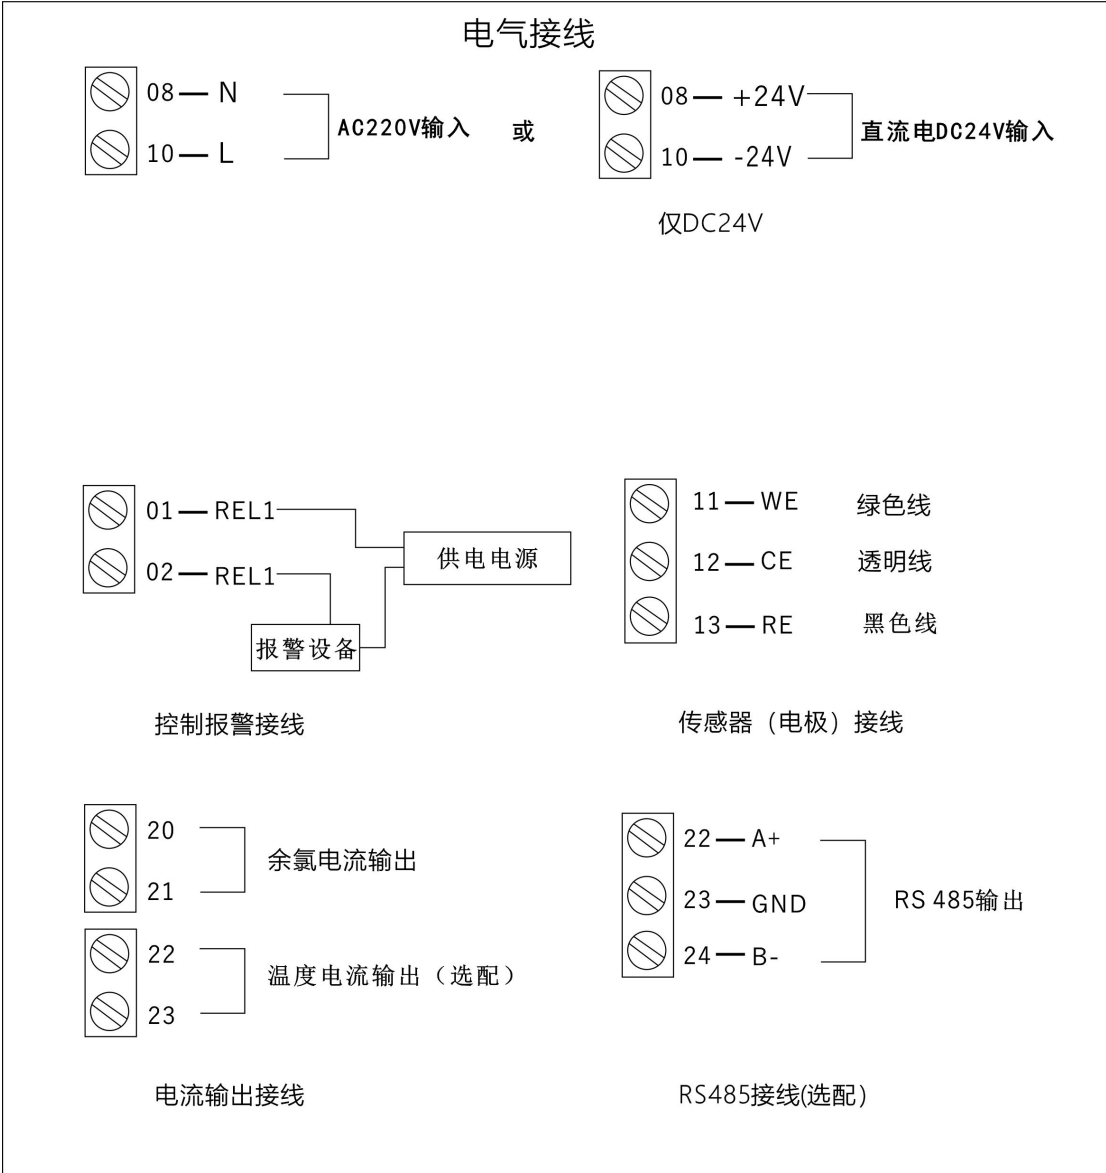 电气接线
08 — N
10 — L
AC220V输入
或
08 — +24V
10 — -24V
直流电DC24V输入
仅DC24V
01 — REL1
02 — REL1
供电电源
报警设备
控制报警接线
11 — WE 绿色线
12 — CE 透明线
13 — RE 黑色线
传感器（电极）接线
20
21
余氯电流输出
22
23
温度电流输出（选配）
电流输出接线
22 — A+
23 — GND
24 — B-
RS 485输出
RS485接线(选配）